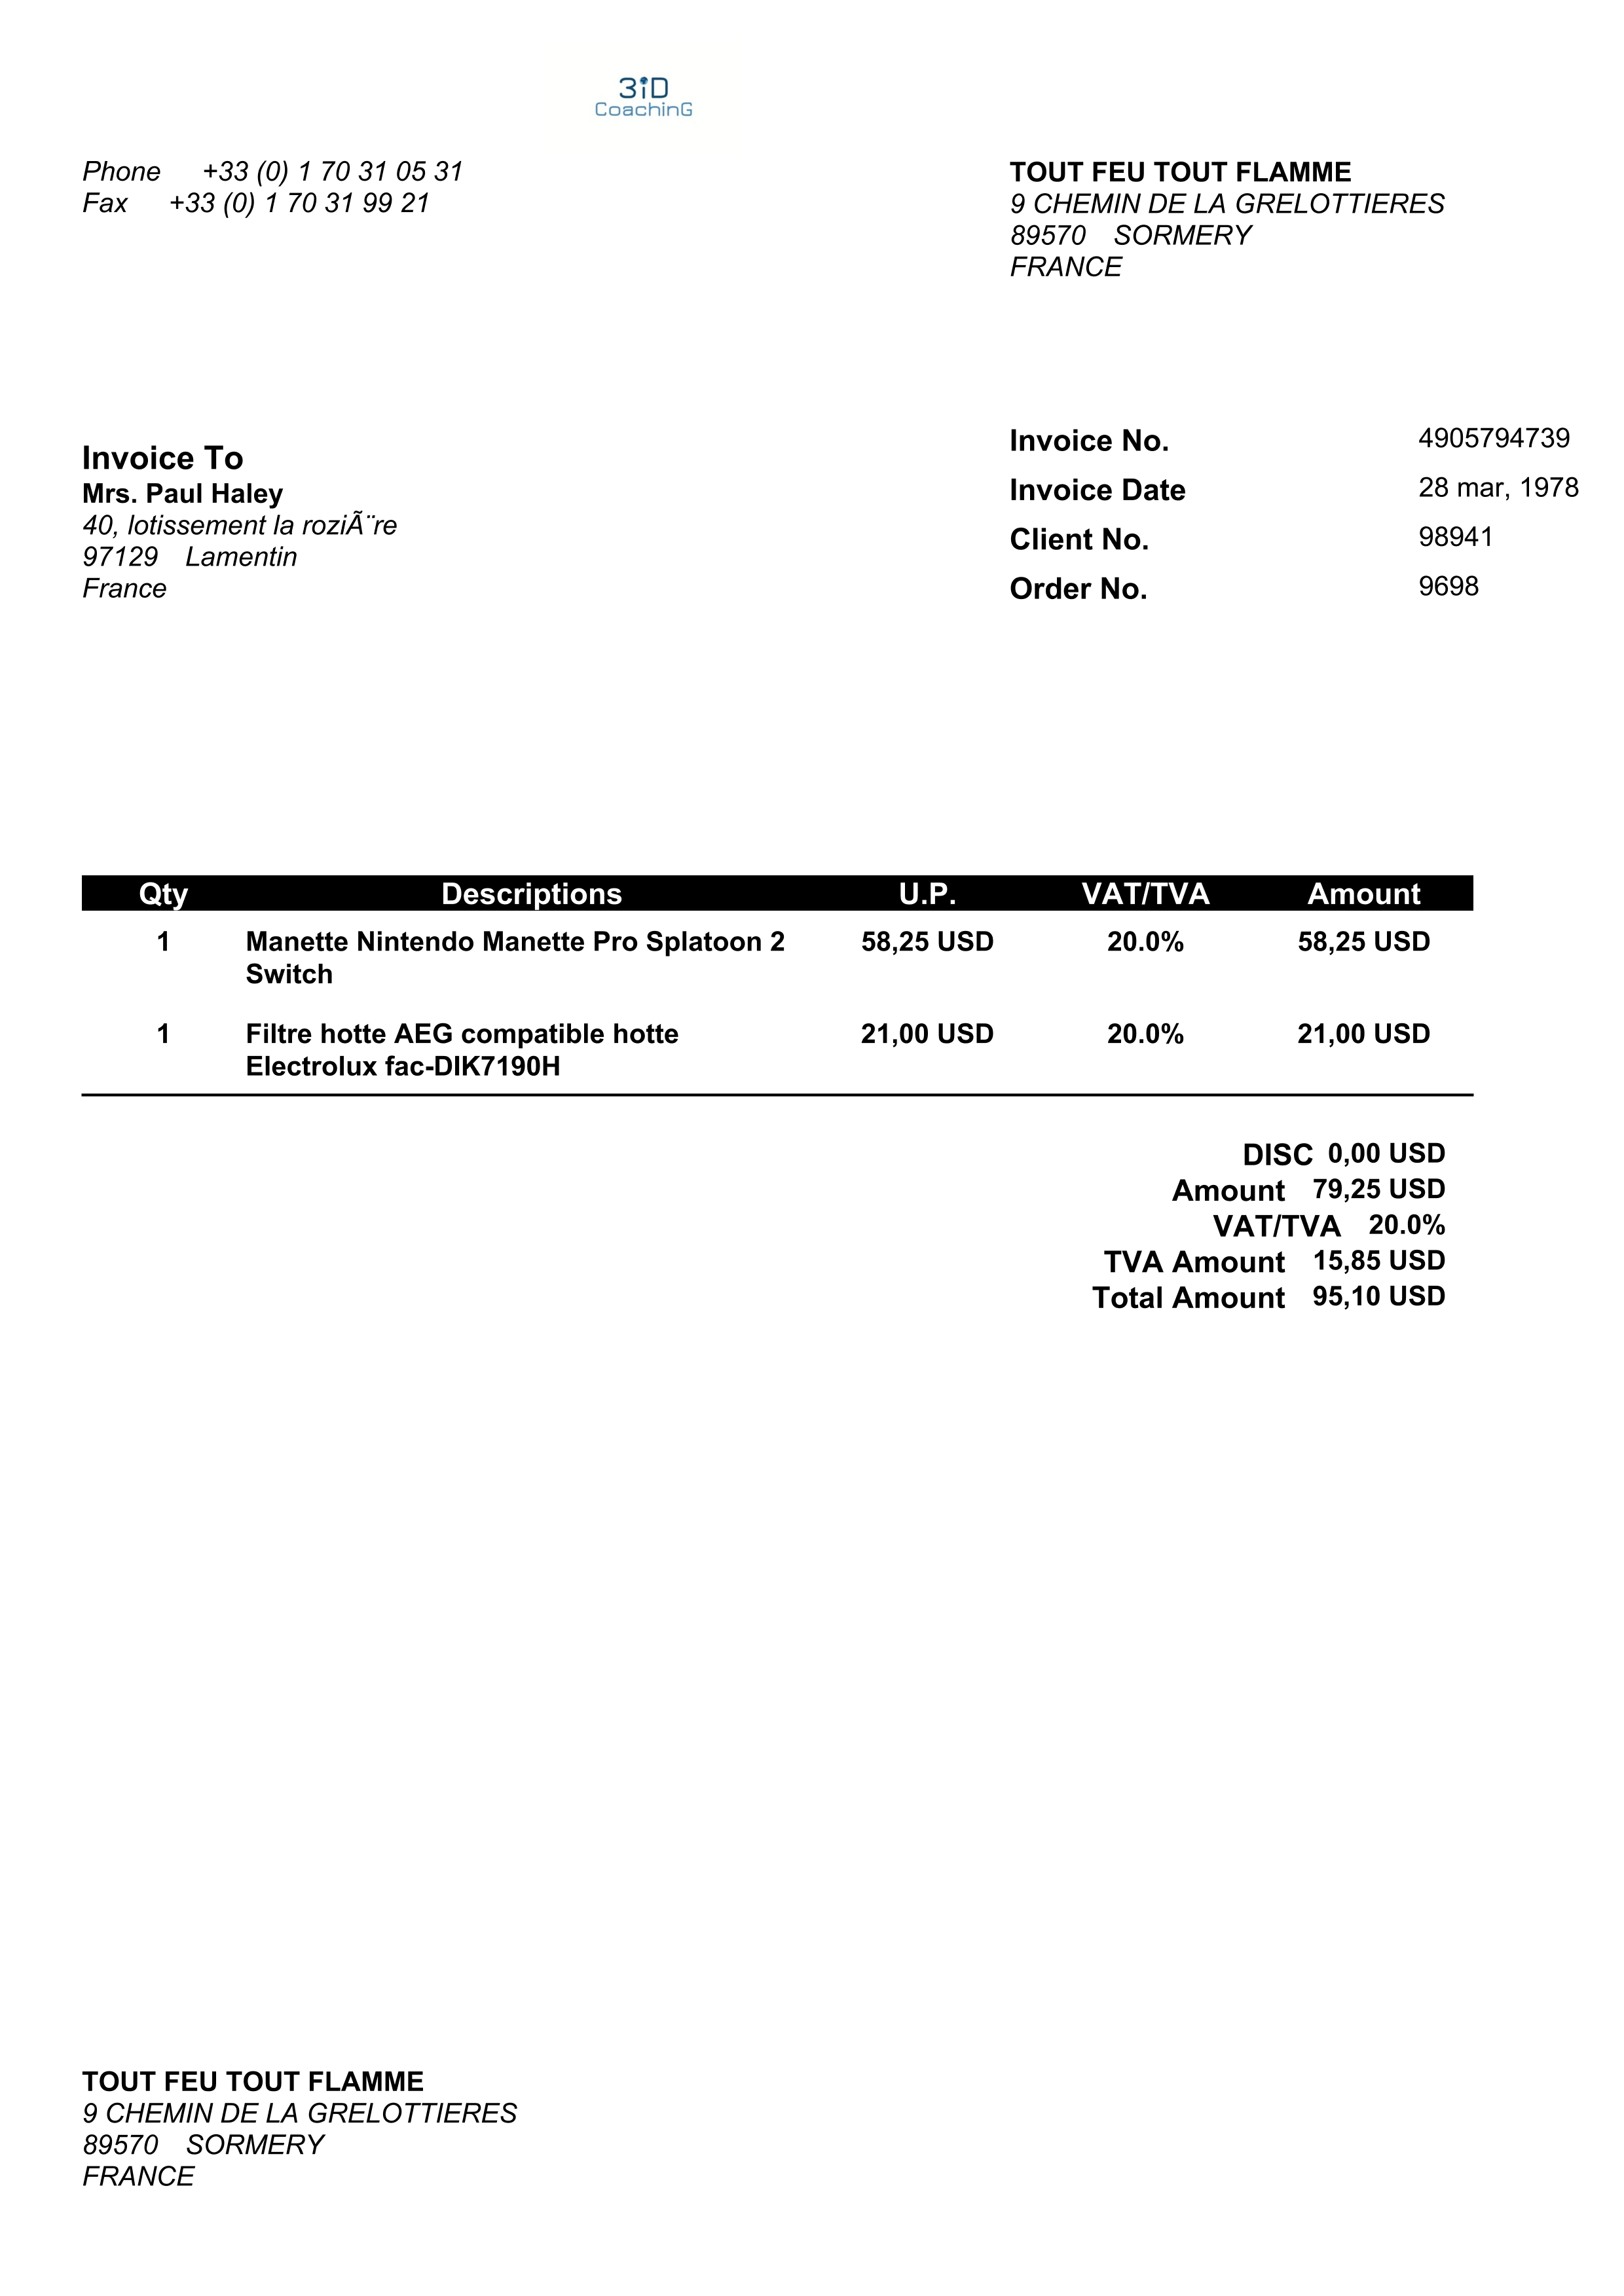 3iD
CoachinG
Phone +33 (0) 1 70 31 05 31
Fax +33 (0) 1 70 31 99 21
TOUT FEU TOUT FLAMME
9 CHEMIN DE LA GRELOTTIERES
89570 SORMERY
FRANCE
Invoice To
Mrs. Paul Haley
40, lotissement la roziÃ¨re
97129 Lamentin
France
Invoice No. 4905794739
Invoice Date 28 mar, 1978
Client No. 98941
Order No. 9698
Qty Descriptions U.P. VAT/TVA Amount
1 Manette Nintendo Manette Pro Splatoon 2 58,25 USD 20.0% 58,25 USD
Switch
1 Filtre hotte AEG compatible hotte 21,00 USD 20.0% 21,00 USD
Electrolux fac-DIK7190H
DISC 0,00 USD
Amount 79,25 USD
VAT/TVA 20.0%
TVA Amount 15,85 USD
Total Amount 95,10 USD
TOUT FEU TOUT FLAMME
9 CHEMIN DE LA GRELOTTIERES
89570 SORMERY
FRANCE